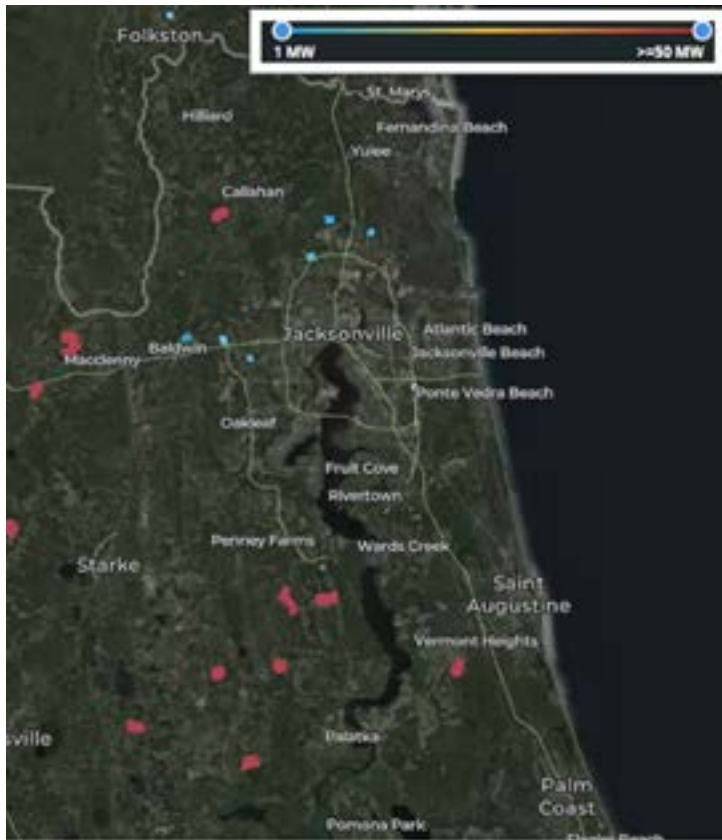 1 MW >=50 MW
Folkston
St. Marys
Hilliard
Fernandina Beach
Yulee
Callahan
Jacksonville
Atlantic Beach
Baldwin
Jacksonville Beach
Macclenny
Ponte Vedra Beach
Oakleaf
Fruit Cove
Rivertown
Penney Farms
Wards Creek
Starke
Saint
Augustine
Vermont Heights
Palatka
sville
Palm
Coast
Pomona Park